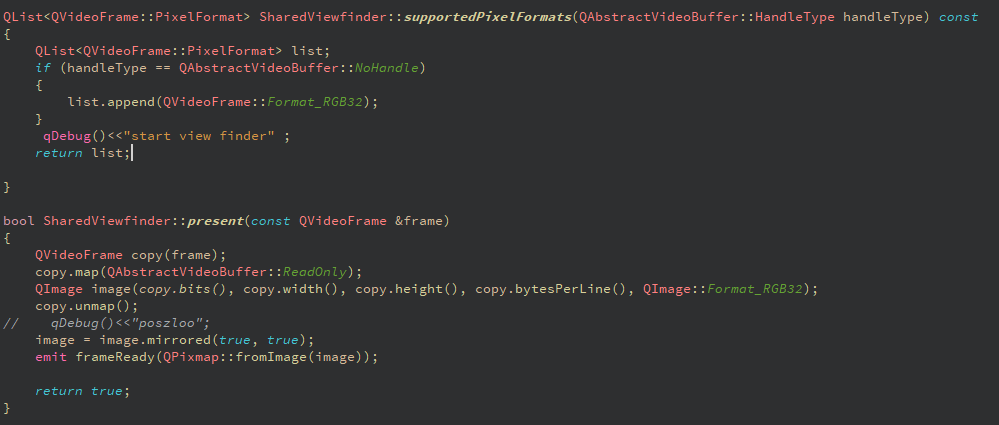 QList<QVideoFrame::PixelFormat> SharedViewfinder::supportedPixelFormats(QAbstractVideoBuffer::HandleType handleType) const
{
    QList<QVideoFrame::PixelFormat> list;
    if (handleType == QAbstractVideoBuffer::NoHandle)
    {
        list.append(QVideoFrame::Format_RGB32);
    }
     qDebug()<<"start view finder" ;
    return list;
}
bool SharedViewfinder::present(const QVideoFrame &frame)
{
    QVideoFrame copy(frame);
    copy.map(QAbstractVideoBuffer::ReadOnly);
    QImage image(copy.bits(), copy.width(), copy.height(), copy.bytesPerLine(), QImage::Format_RGB32);
    copy.unmap();
//    qDebug()<<"poszloo";
    image = image.mirrored(true, true);
    emit frameReady(QPixmap::fromImage(image));
    return true;
}